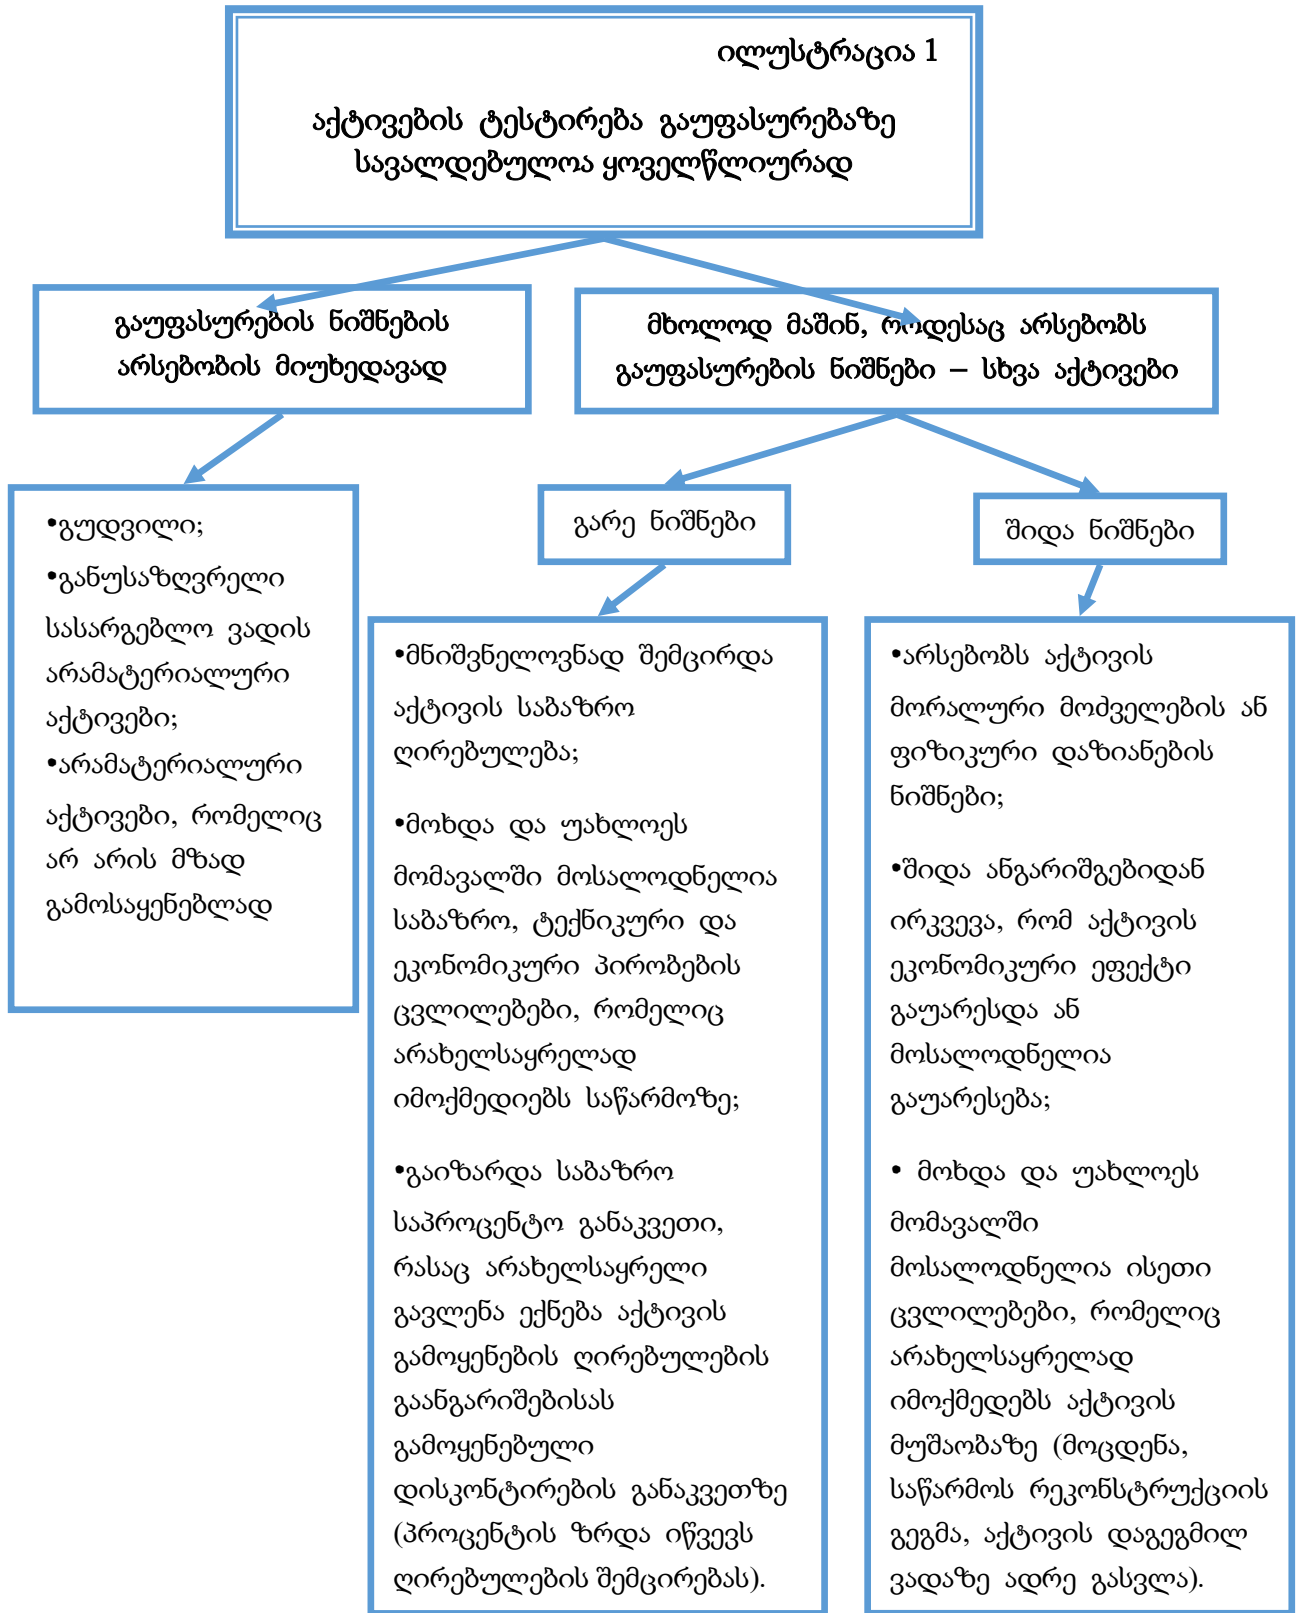 ილუსტრაცია 1
აქტივების ტესტირება გაუფასურებაზე
სავალდებულოა ყოველწლიურად
გაუფასურების ნიშნების
არსებობის მიუხედავად
მხოლოდ მაშინ, როდესაც არსებობს
გაუფასურების ნიშნები – სხვა აქტივები
•გუდვილი;
•განუსაზღვრელი
სასარგებლო ვადის
არამატერიალური
აქტივები;
•არამატერიალური
აქტივები, რომელიც
არ არის მზად
გამოსაყენებლად
გარე ნიშნები
•მნიშვნელოვნად შემცირდა
აქტივის საბაზრო
ღირებულება;
•მოხდა და უახლოეს
მომავალში მოსალოდნელია
საბაზრო, ტექნიკური და
ეკონომიკური პირობების
ცვლილებები, რომელიც
არახელსაყრელად
იმოქმედიებს საწარმოზე;
•გაიზარდა საბაზრო
საპროცენტო განაკვეთი,
რასაც არახელსაყრელი
გავლენა ექნება აქტივის
გამოყენების ღირებულების
გაანგარიშებისას
გამოყენებული
დისკონტირების განაკვეთზე
(პროცენტის ზრდა იწვევს
ღირებულების შემცირებას).
შიდა ნიშნები
•არსებობს აქტივის
მორალური მოძველების ან
ფიზიკური დაზიანების
ნიშნები;
•შიდა ანგარიშგებიდან
ირკვევა, რომ აქტივის
ეკონომიკური ეფექტი
გაუარესდა ან
მოსალოდნელია
გაუარესება;
• მოხდა და უახლოეს
მომავალში
მოსალოდნელია ისეთი
ცვლილებები, რომელიც
არახელსაყრელად
იმოქმედებს აქტივის
მუშაობაზე (მოცდენა,
საწარმოს რეკონსტრუქციის
გეგმა, აქტივის დაგეგმილ
ვადაზე ადრე გასვლა).